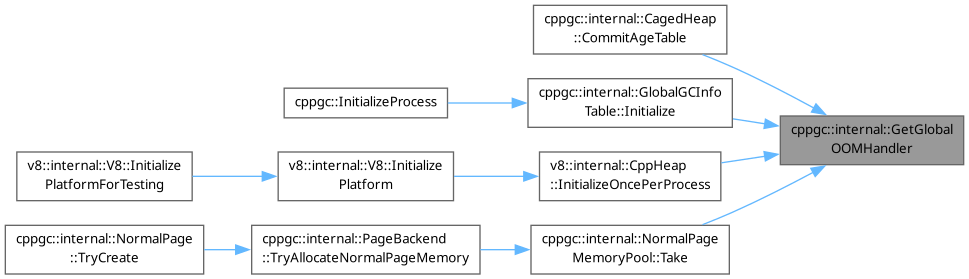 cppgc::internal::CagedHeap
::CommitAgeTable
cppgc::InitializeProcess
cppgc::internal::GlobalGCInfo
Table::Initialize
cppgc::internal::GetGlobal
OOMHandler
v8::internal::V8::Initialize
PlatformForTesting
v8::internal::V8::Initialize
Platform
v8::internal::CppHeap
::InitializeOncePerProcess
cppgc::internal::NormalPage
::TryCreate
cppgc::internal::PageBackend
::TryAllocateNormalPageMemory
cppgc::internal::NormalPage
MemoryPool::Take